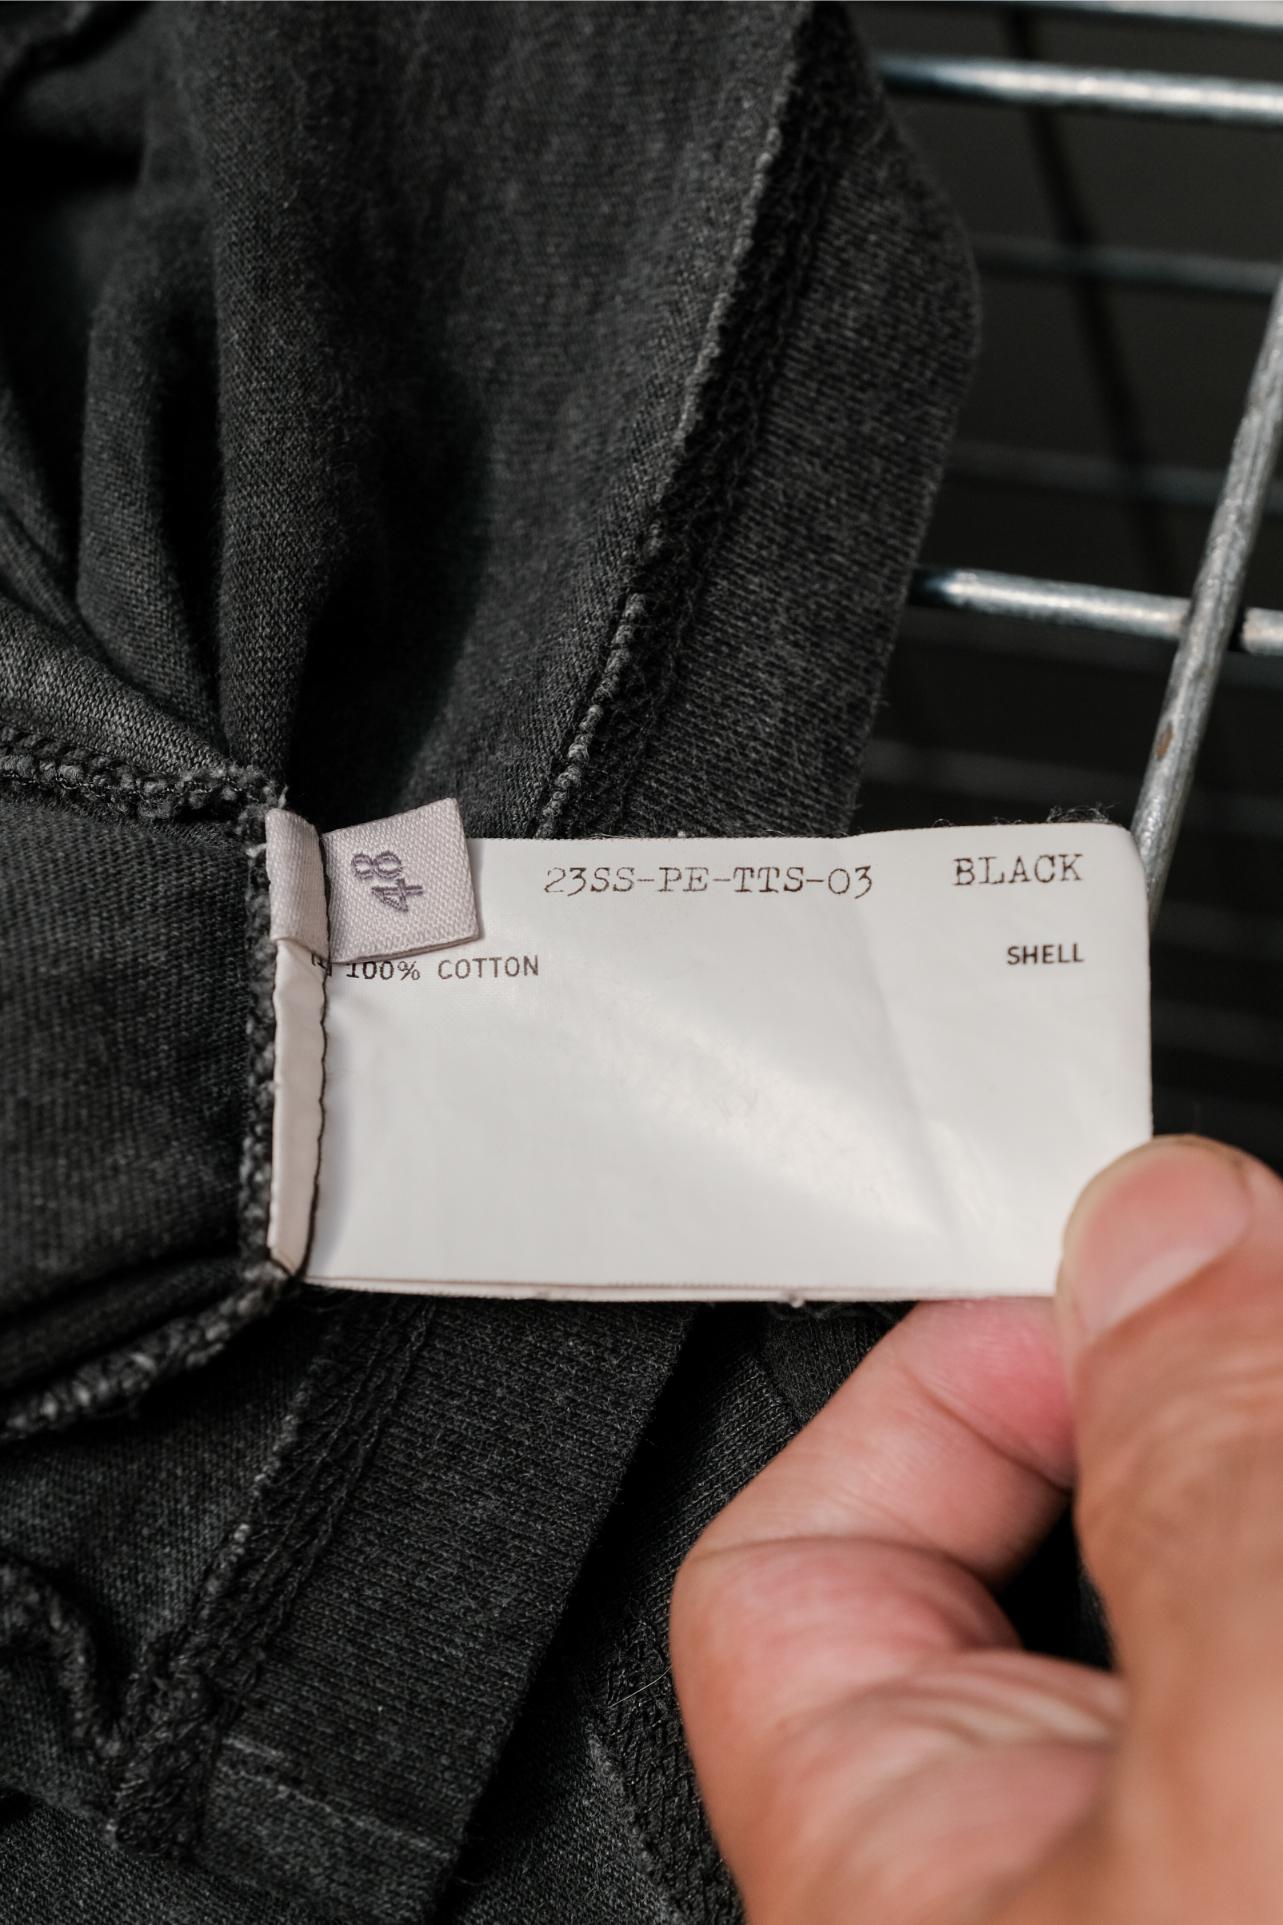 48
23SS-PE-TTS-03 BLACK
100% COTTON SHELL